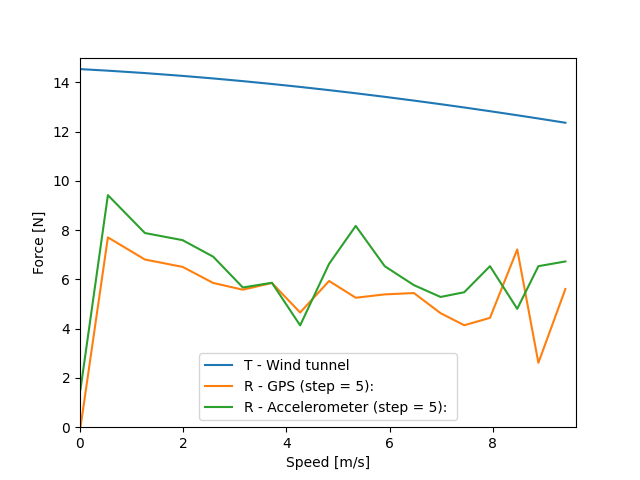 14
12
10
8
6
4
2
0
Force [N]
T - Wind tunnel
R - GPS (step = 5):
R - Accelerometer (step = 5):
0 2 4 6 8
Speed [m/s]